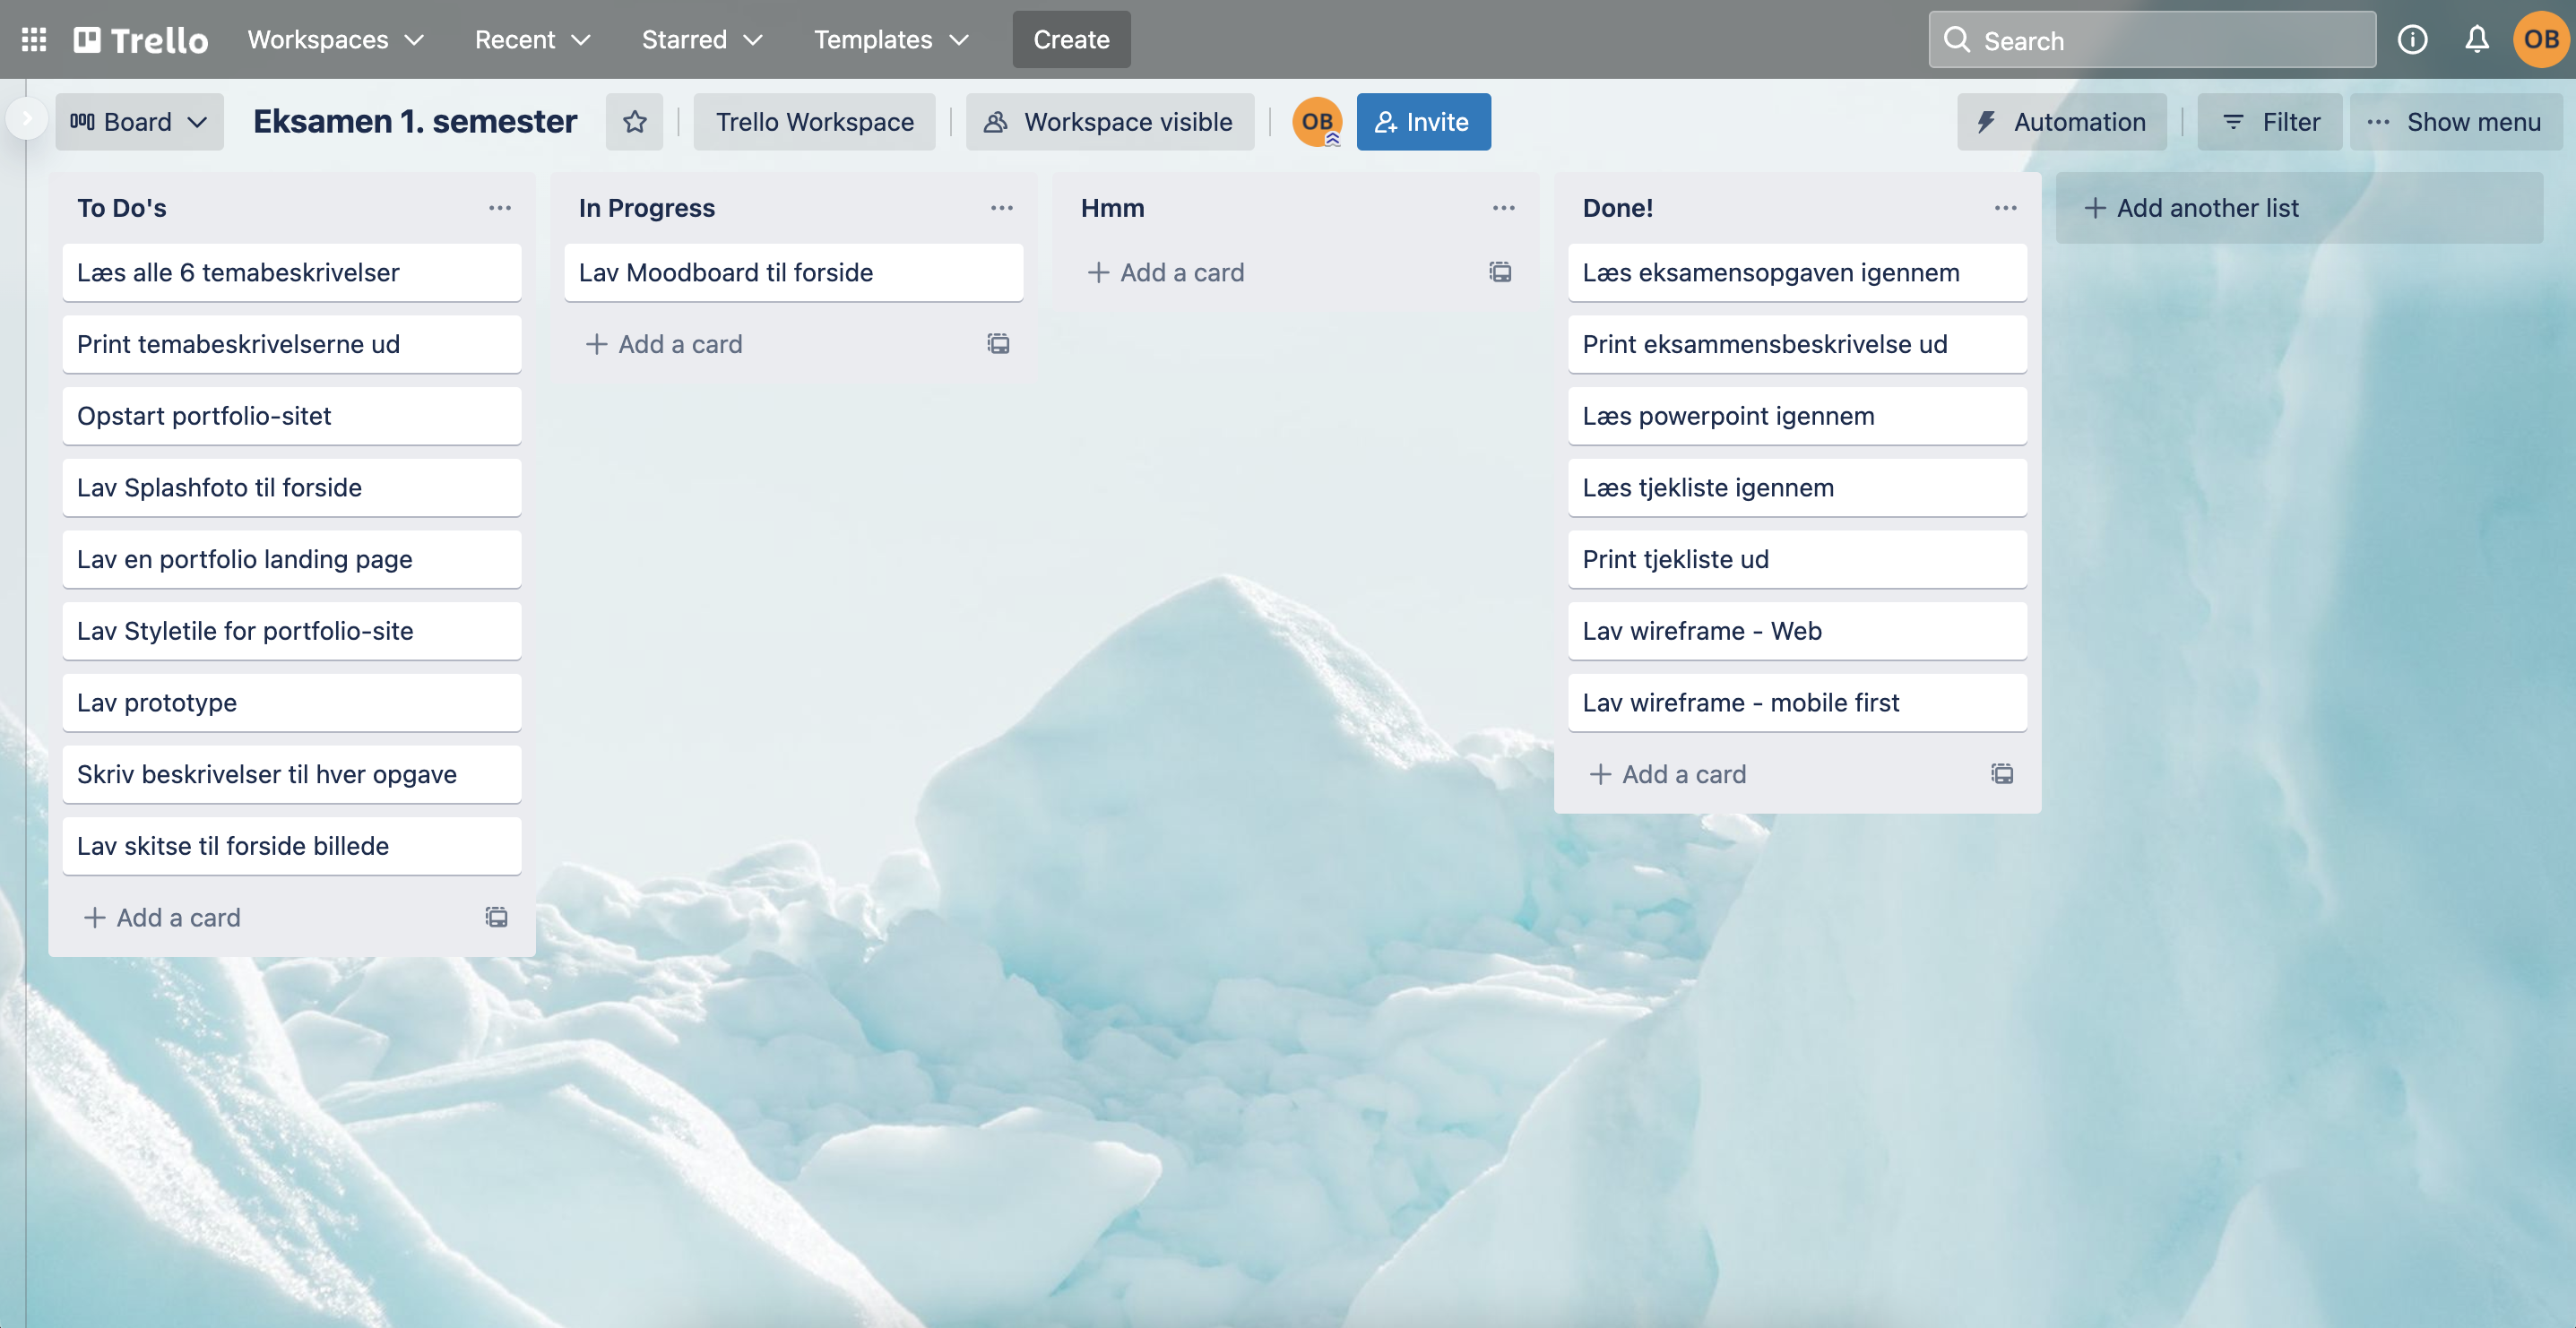 Trello Workspaces Recent Starred Templates Create Search OB
Board Eksamen 1. semester Trello Workspace Workspace visible OB Invite Automation Filter Show menu
To Do's
Læs alle 6 temabeskrivelser
Print temabeskrivelserne ud
Opstart portfolio-sitet
Lav Splashfoto til forside
Lav en portfolio landing page
Lav Styletile for portfolio-site
Lav prototype
Skriv beskrivelser til hver opgave
Lav skitse til forside billede
Add a card
In Progress
Lav Moodboard til forside
Add a card
Hmm
Add a card
Done!
Læs eksamensopgaven igennem
Print eksammensbeskrivelse ud
Læs powerpoint igennem
Læs tjekliste igennem
Print tjekliste ud
Lav wireframe - Web
Lav wireframe - mobile first
Add a card
Add another list